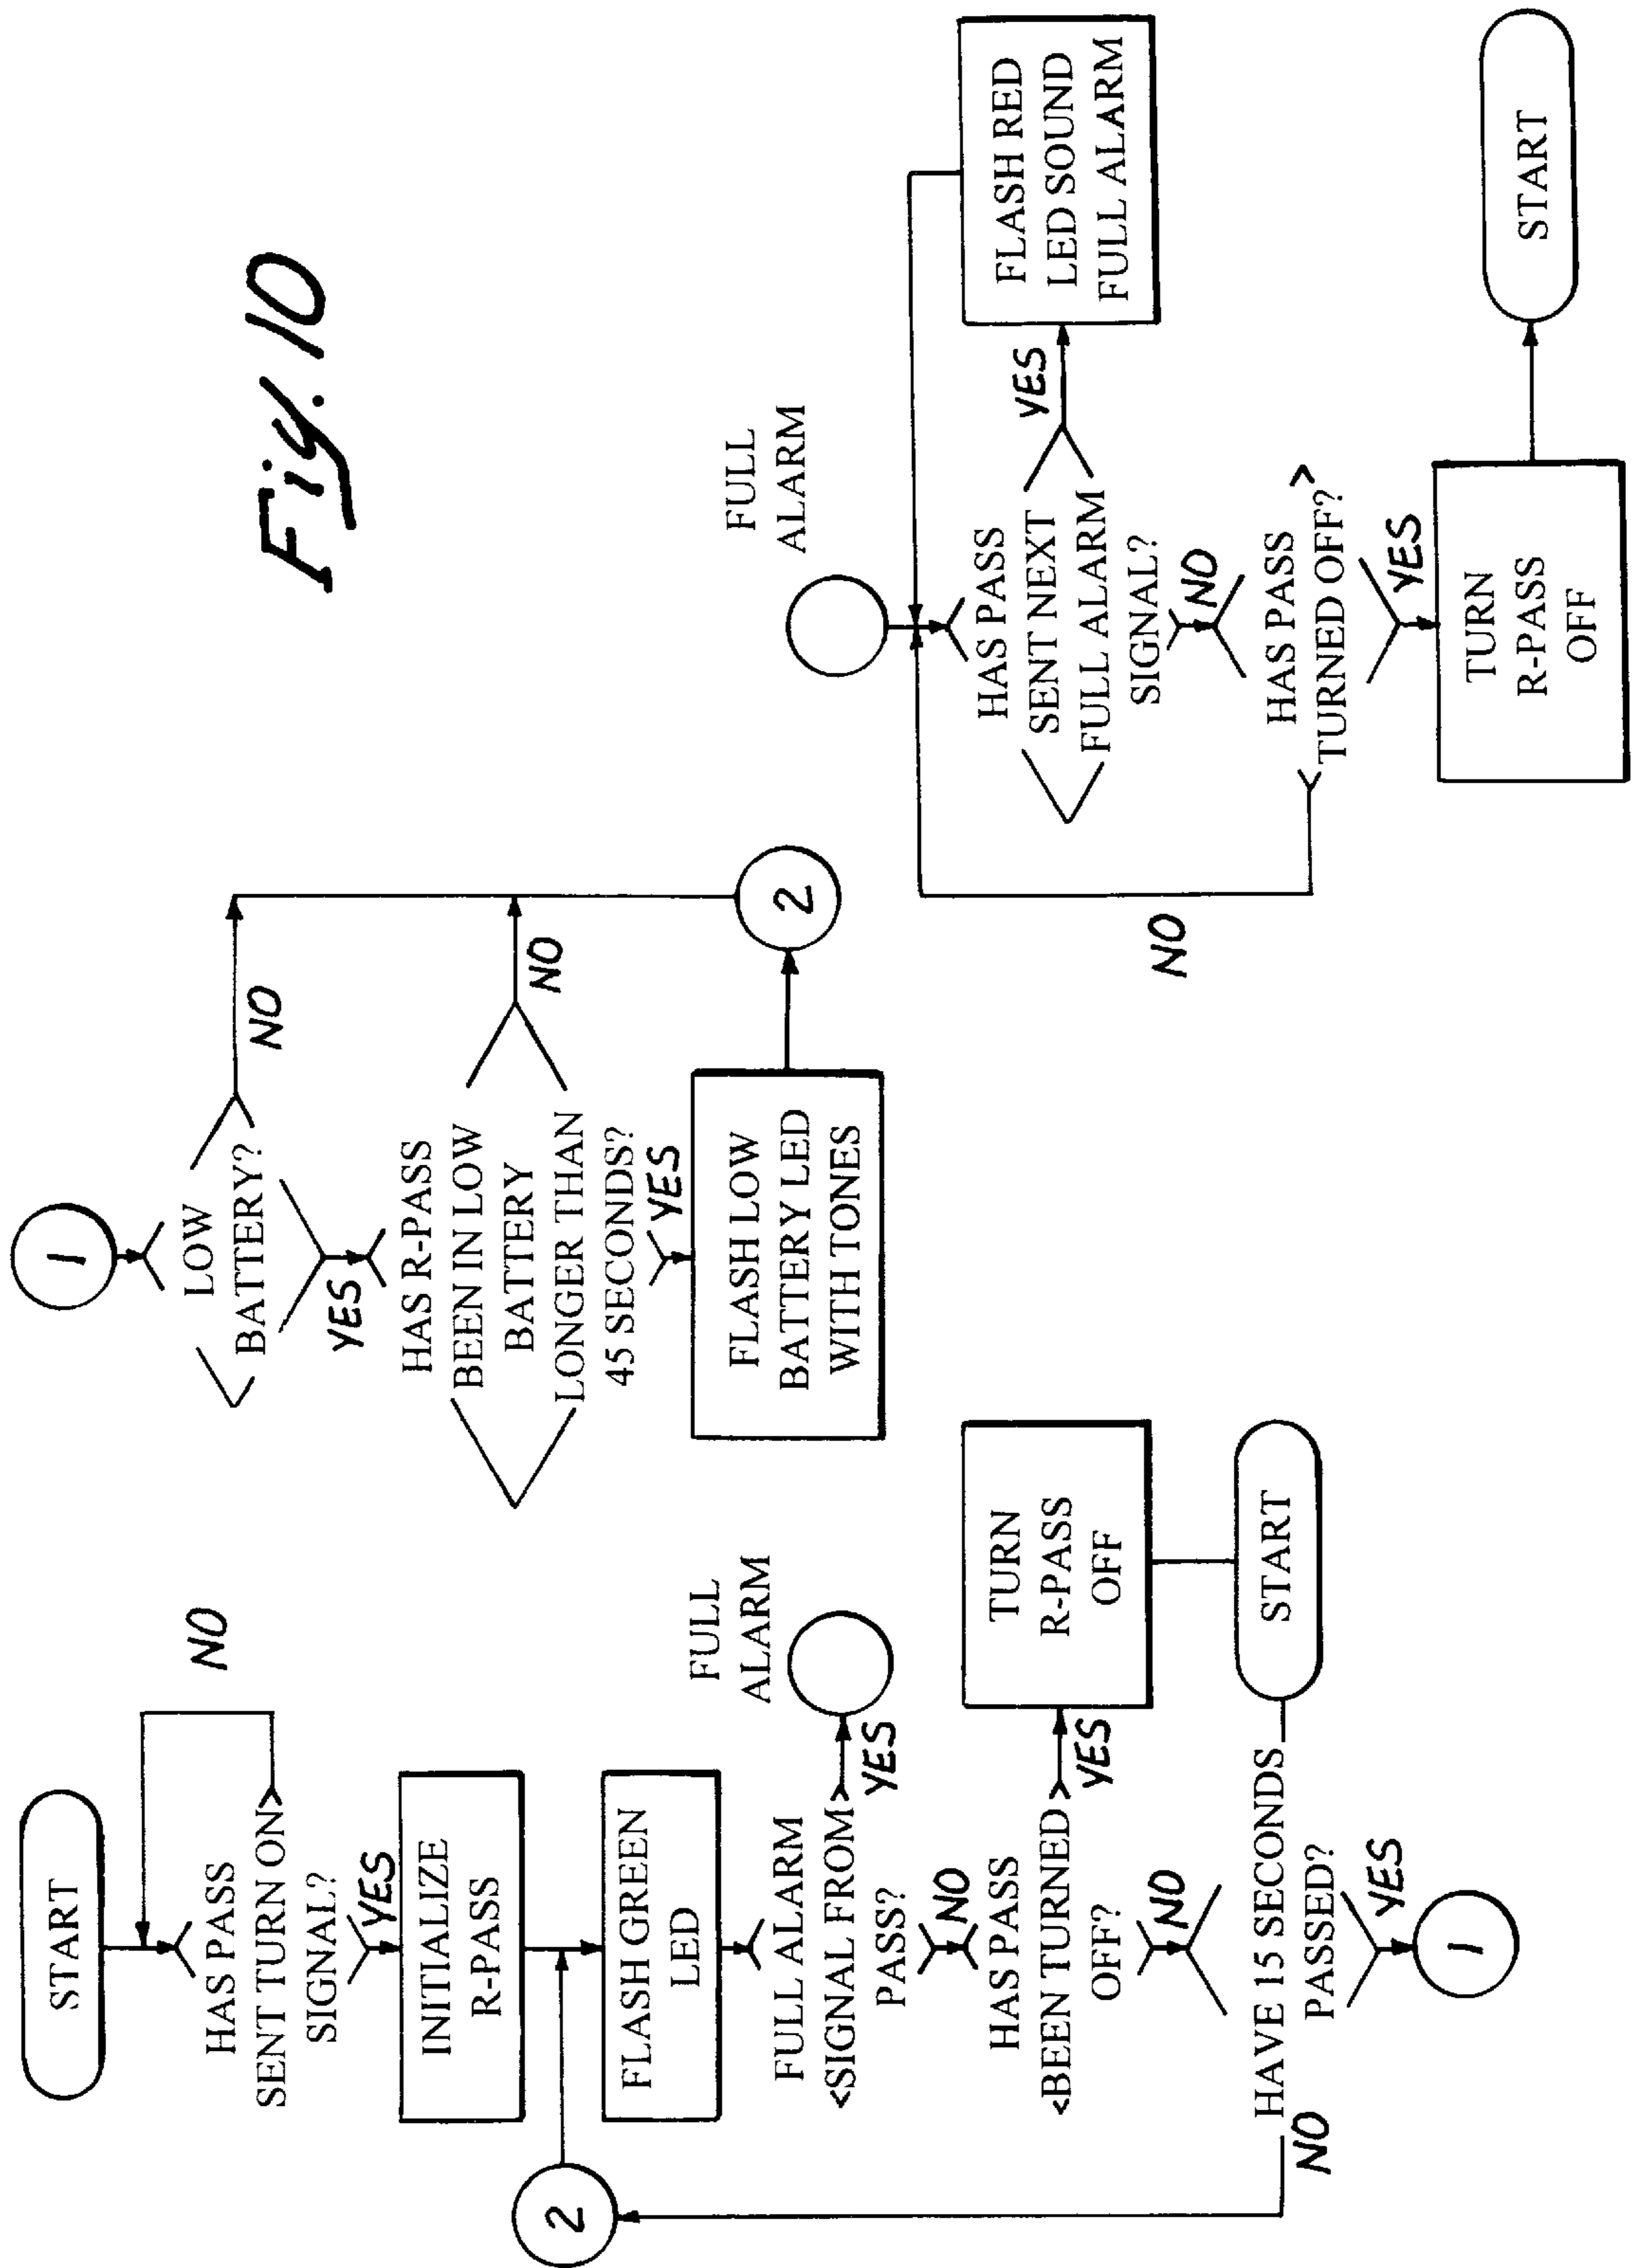 Fig. 10
START
HAS PASS
SENT TURN ON
SIGNAL?
NO
YES
INITIALIZE
R-PASS
2
FLASH GREEN
LED
FULL ALARM
SIGNAL FROM
PASS?
YES
FULL
ALARM
NO
HAS PASS
BEEN TURNED
OFF?
YES
TURN
R-PASS
OFF
START
NO
HAVE 15 SECONDS
PASSED?
NO
YES
1
1
LOW
BATTERY?
NO
YES
HAS R-PASS
BEEN IN LOW
BATTERY
LONGER THAN
45 SECONDS?
NO
YES
FLASH LOW
BATTERY LED
WITH TONES
2
FULL
ALARM
HAS PASS
SENT NEXT
FULL ALARM
SIGNAL?
YES
FLASH RED
LED SOUND
FULL ALARM
NO
HAS PASS
TURNED OFF?
NO
YES
TURN
R-PASS
OFF
START